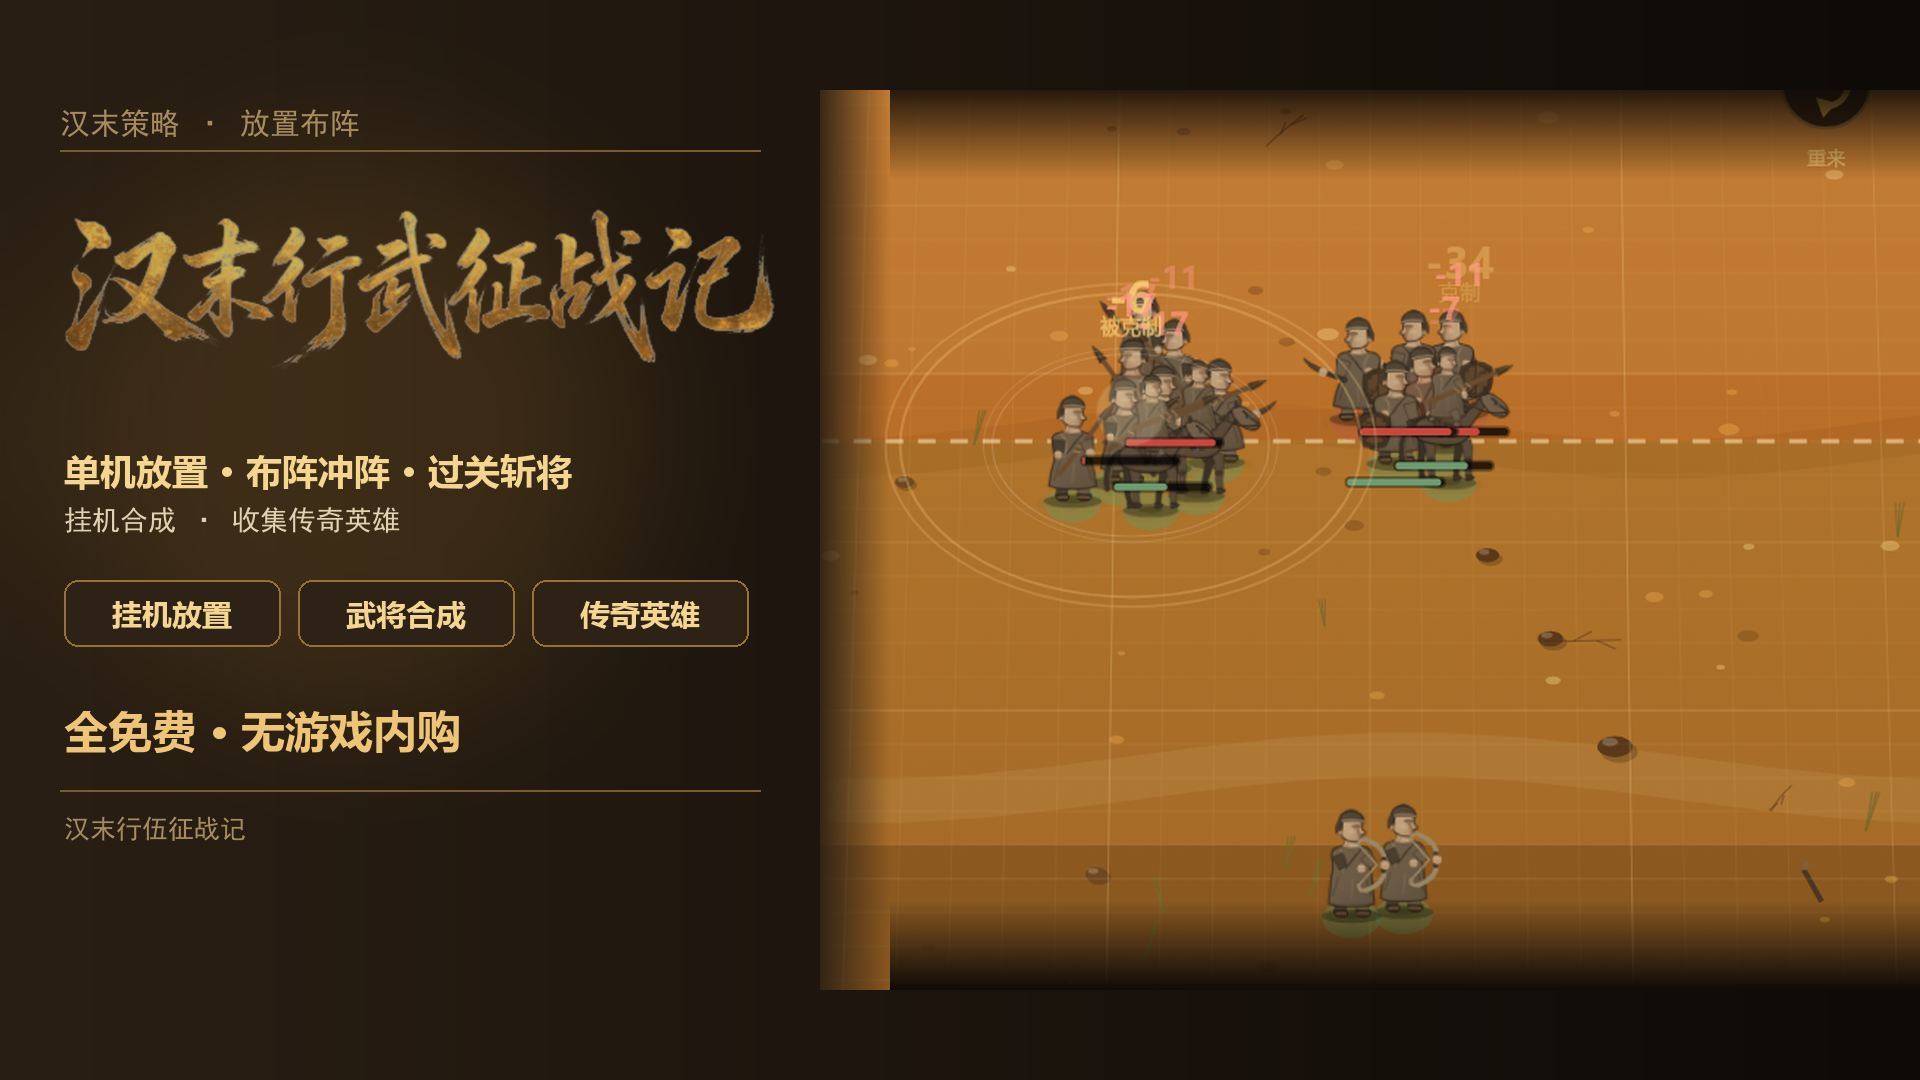 汉末策略 · 放置布阵
汉末行武征战记
单机放置·布阵冲阵·过关斩将
挂机合成 · 收集传奇英雄
挂机放置
武将合成
传奇英雄
全免费·无游戏内购
汉末行伍征战记
重来
-11
-6
被克制
-34
-11
克制
-7